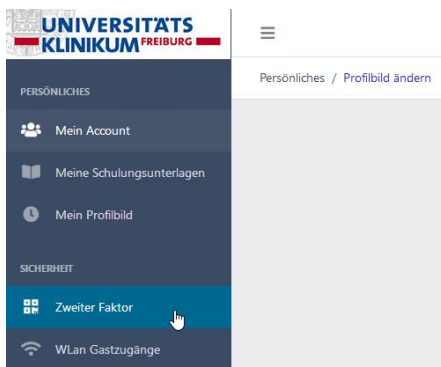 UNIVERSITÄTS
KLINIKUM FREIBURG
Persönliches / Profilbild ändern
PERSÖNLICHES
Mein Account
Meine Schulungsunterlagen
Mein Profilbild
SICHERHEIT
Zweiter Faktor
WLan Gastzugänge